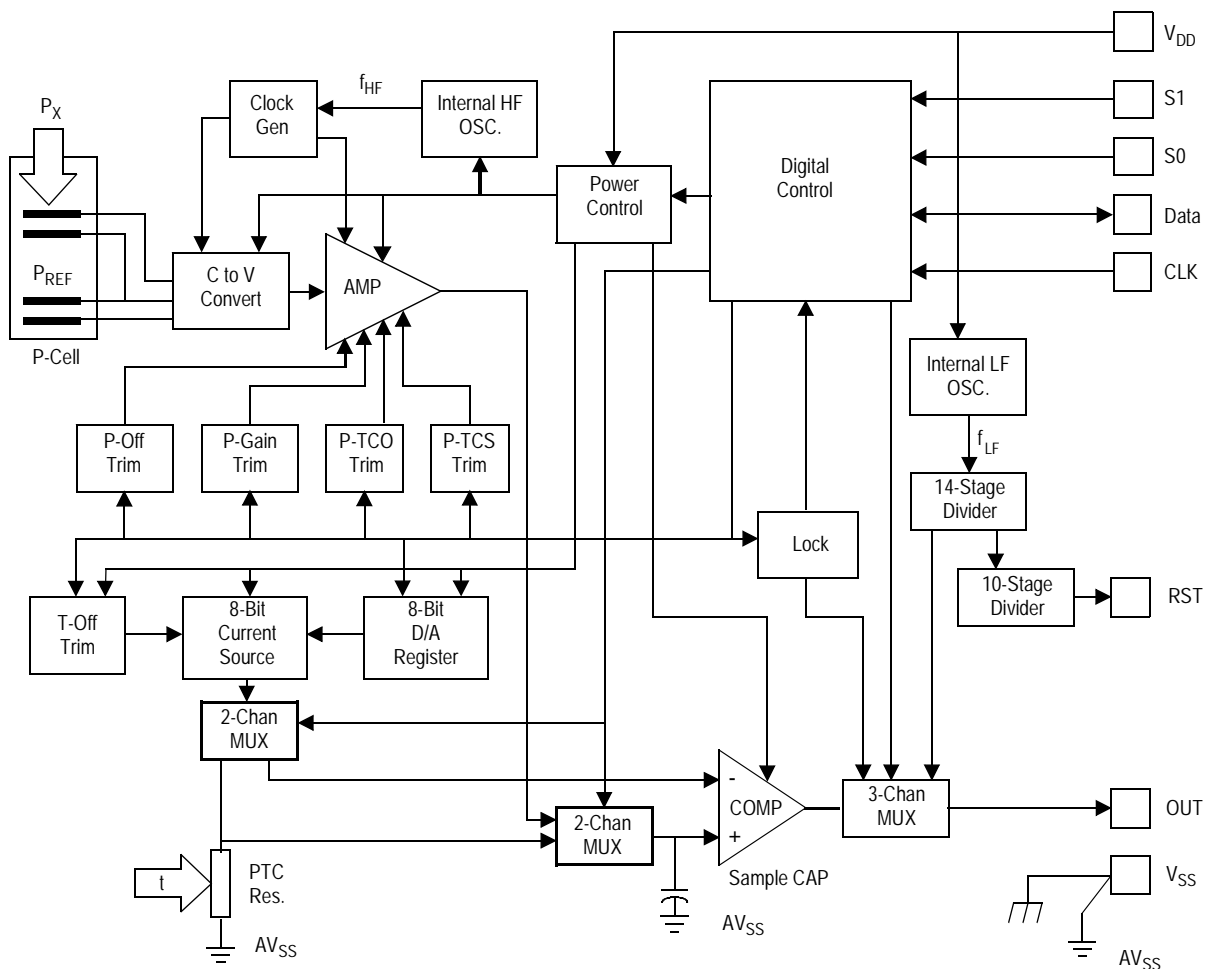 V_DD
S1
S0
Data
CLK
P_X
Clock
Gen
f_HF
Internal HF
OSC.
Digital
Control
Power
Control
P_REF
P-Cell
C to V
Convert
AMP
Internal LF
OSC.
f_LF
14-Stage
Divider
10-Stage
Divider
RST
P-Off
Trim
P-Gain
Trim
P-TCO
Trim
P-TCS
Trim
Lock
T-Off
Trim
8-Bit
Current
Source
8-Bit
D/A
Register
2-Chan
MUX
2-Chan
MUX
-
COMP
+
3-Chan
MUX
OUT
Sample CAP
AV_SS
t
PTC
Res.
AV_SS
V_SS
AV_SS